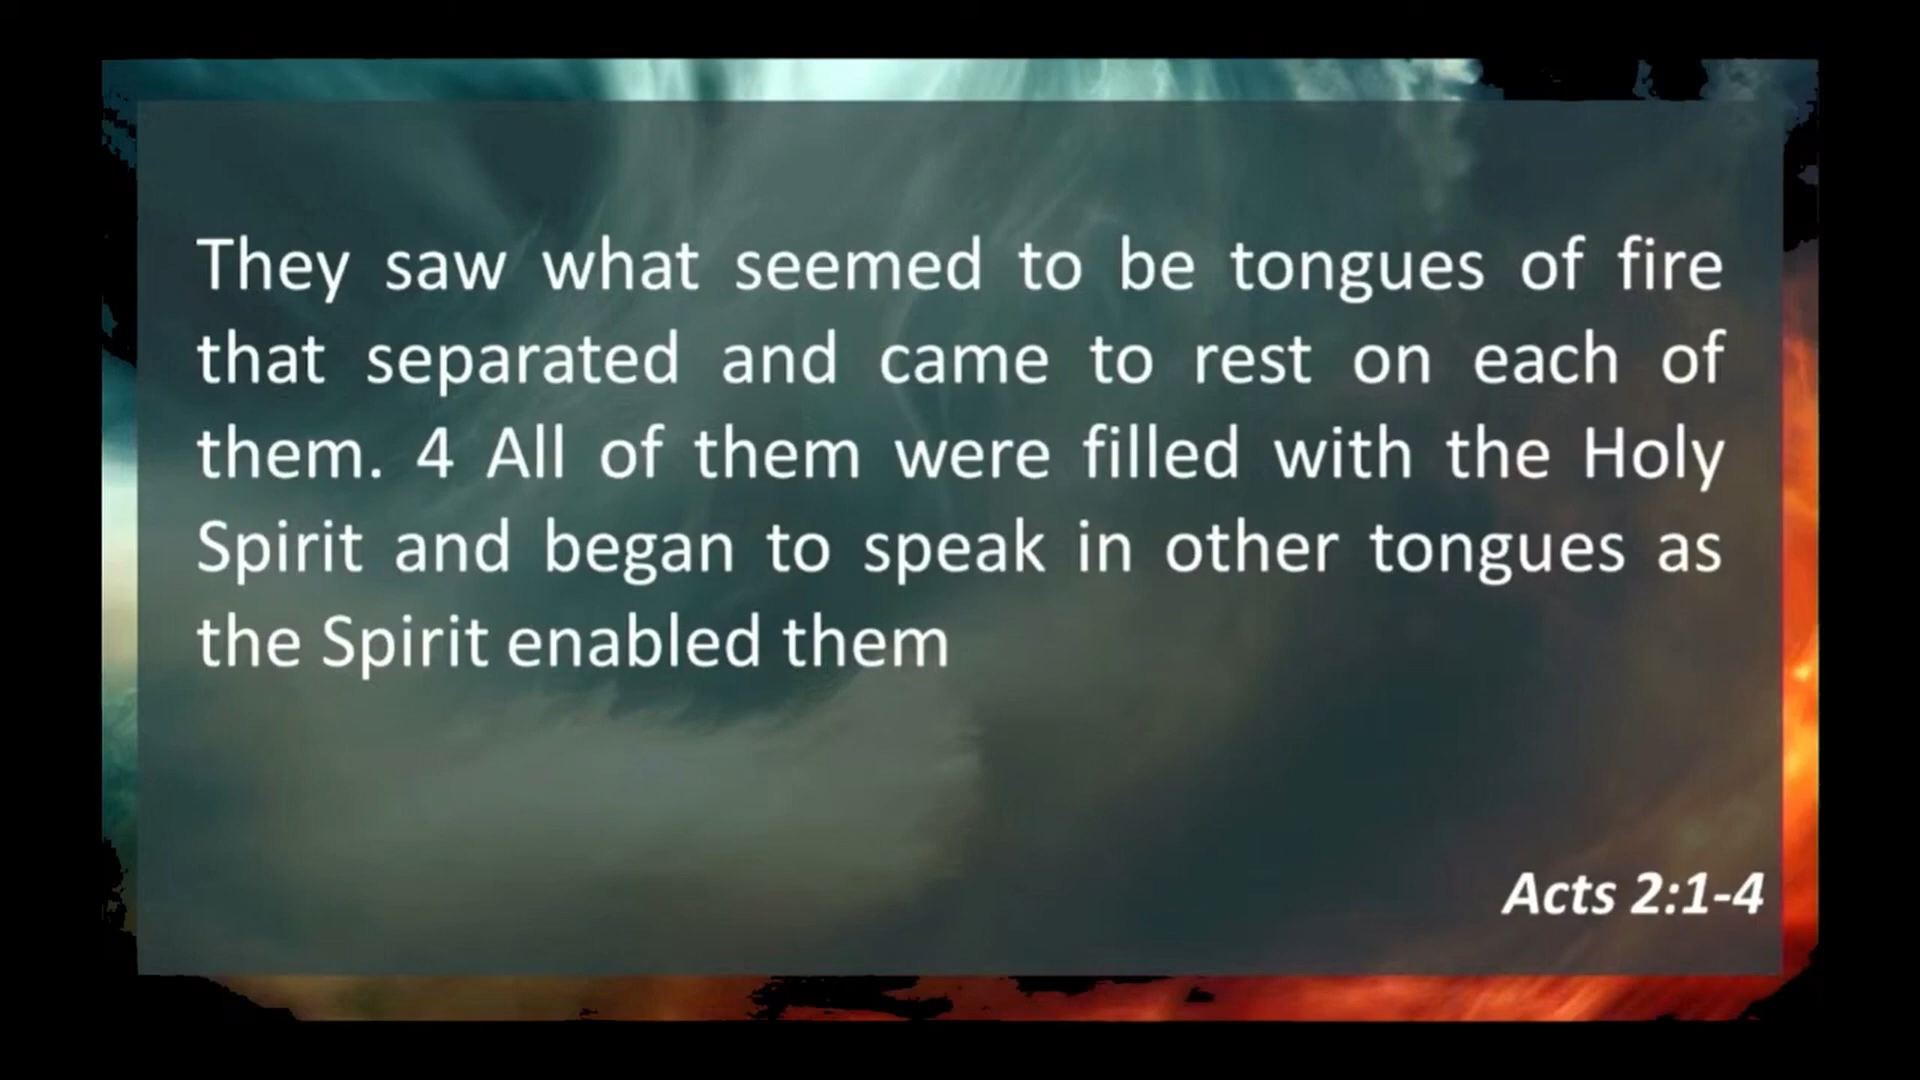 They saw what seemed to be tongues of fire
that separated and came to rest on each of
them. 4 All of them were filled with the Holy
Spirit and began to speak in other tongues as
the Spirit enabled them
Acts 2:1-4